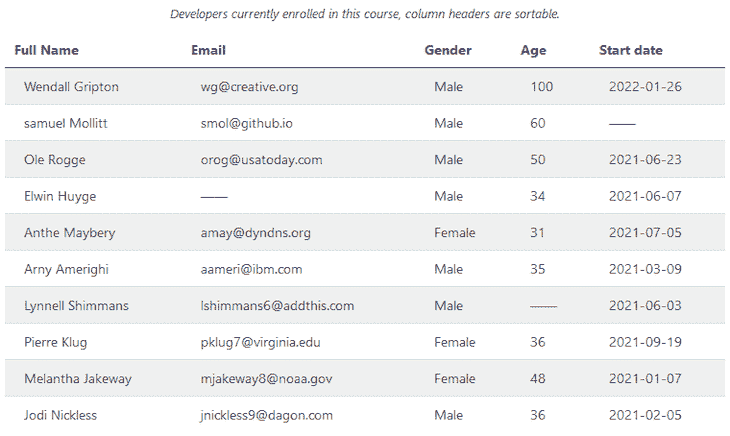 Developers currently enrolled in this course, column headers are sortable.
Full Name Email Gender Age Start date
Wendall Gripton wg@creative.org Male 100 2022-01-26
samuel Mollitt smol@github.io Male 60 ——
Ole Rogge orog@usatoday.com Male 50 2021-06-23
Elwin Huyge —— Male 34 2021-06-07
Anthe Maybery amay@dyndns.org Female 31 2021-07-05
Arny Amerighi aameri@ibm.com Male 35 2021-03-09
Lynnell Shimmans lshimmans6@addthis.com Male —— 2021-06-03
Pierre Klug pklug7@virginia.edu Female 36 2021-09-19
Melantha Jakeway mjakeway8@noaa.gov Female 48 2021-01-07
Jodi Nickless jnickless9@dagon.com Male 36 2021-02-05